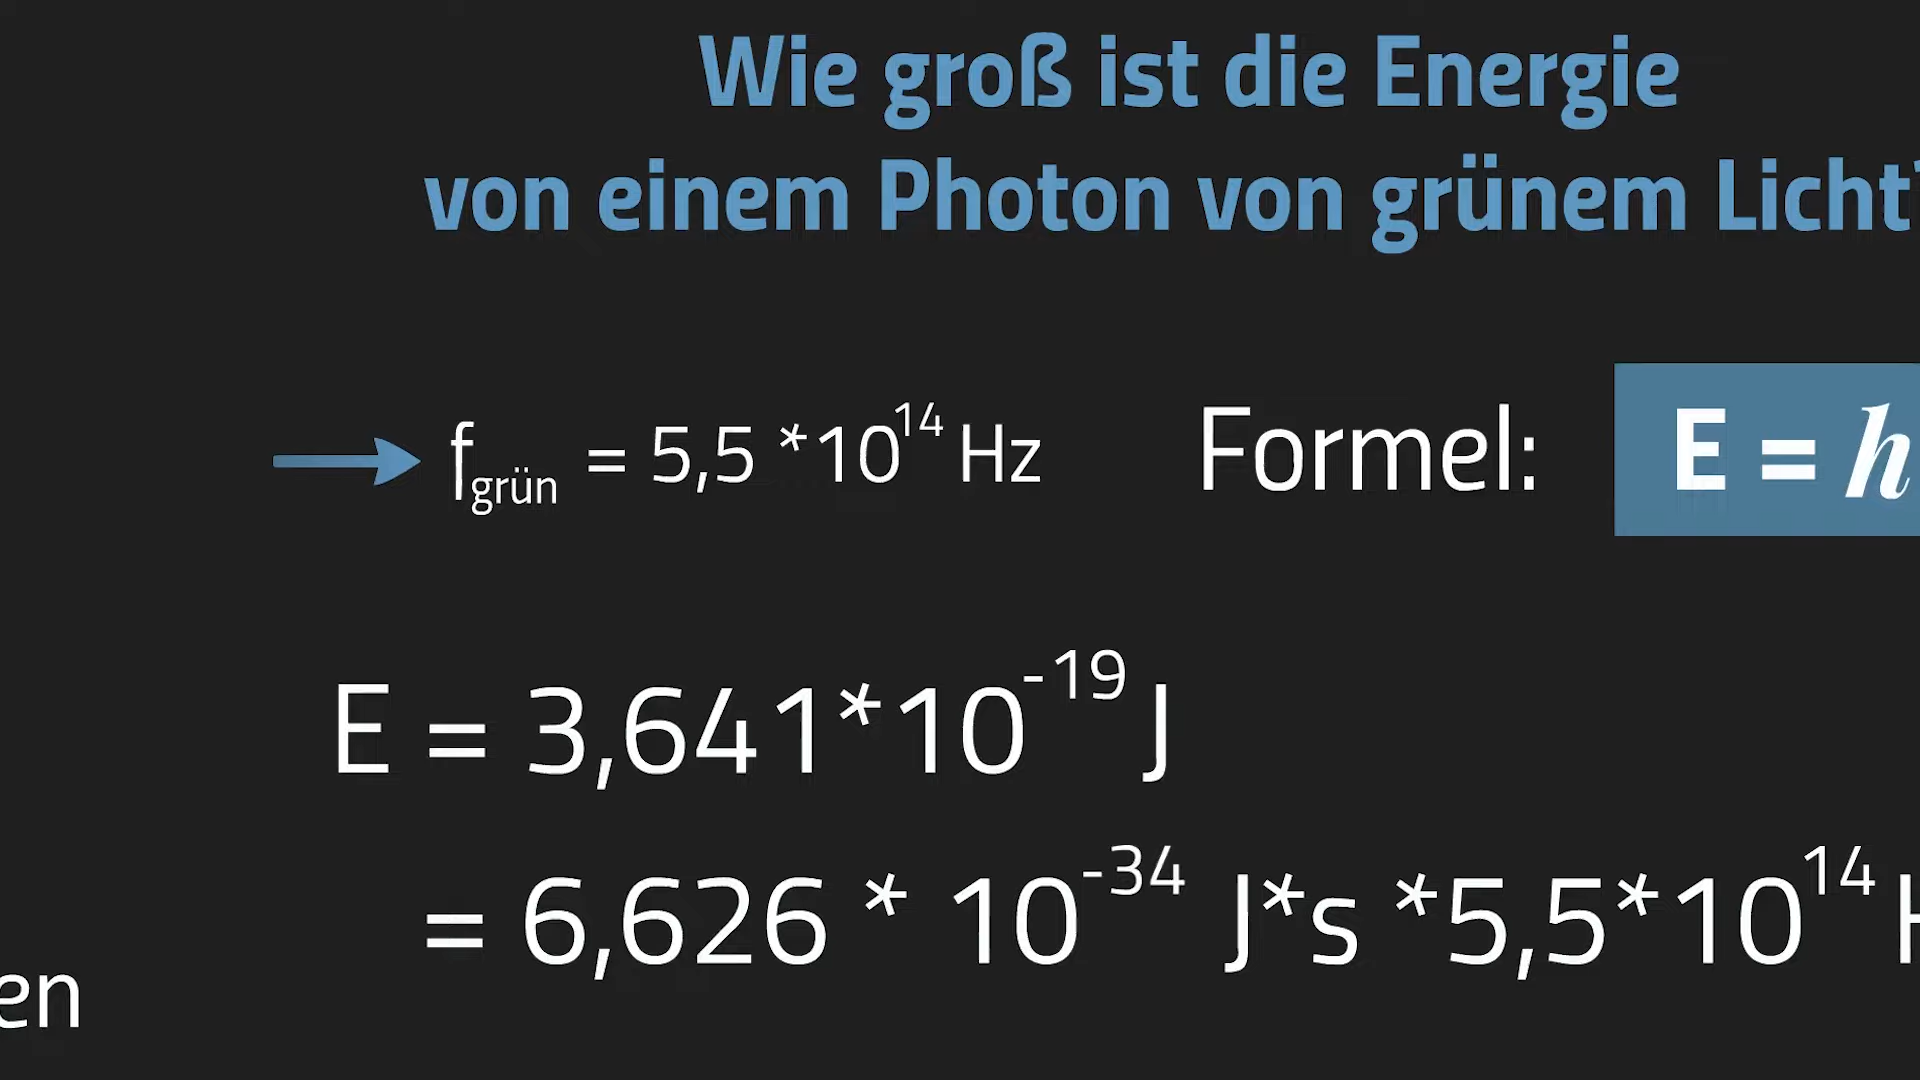 Wie groß ist die Energie
von einem Photon von grünem Licht?
f grün = 5,5 *10^14 Hz Formel: E = h
E = 3,641*10^-19 J
= 6,626 * 10^-34 J*s *5,5*10^14 H
en